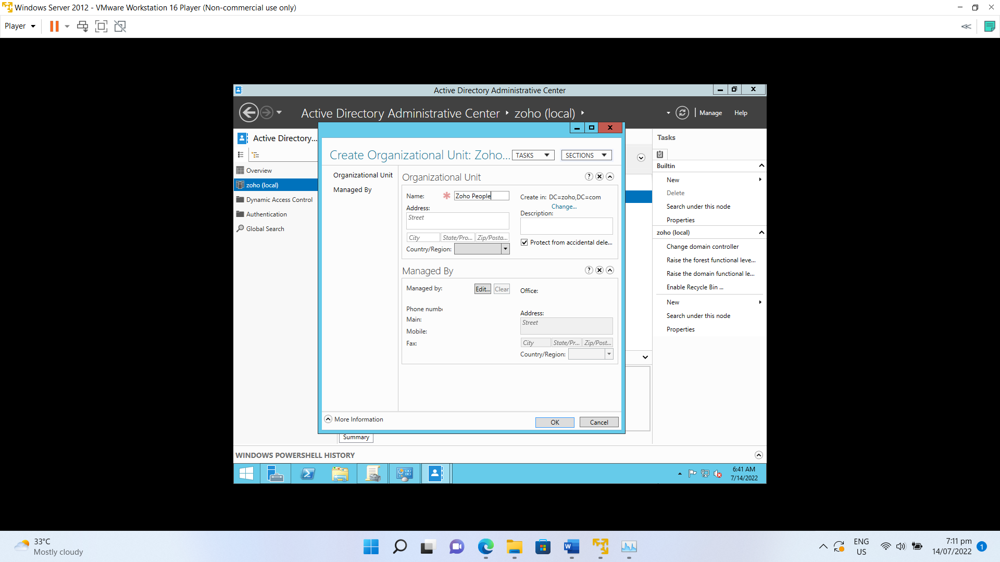 Windows Server 2012 - VMware Workstation 16 Player (Non-commercial use only)
Player
Active Directory Administrative Center
Active Directory Administrative Center
zoho (local)
Manage
Help
Active Directory...
Overview
zoho (local)
Dynamic Access Control
Authentication
Global Search
Create Organizational Unit: Zoho...
TASKS
SECTIONS
Organizational Unit
Managed By
Organizational Unit
?
Name:
Zoho People
Create in: DC=zoho,DC=com
Change...
Address:
Street
Description:
City
State/Pro...
Zip/Posta...
Protect from accidental dele...
Country/Region:
Managed By
?
Managed by:
Edit...
Clear
Office:
Phone numb
Main:
Mobile:
Fax:
Address:
Street
City
State/Pr...
Zip/Post...
Country/Region:
More Information
OK
Cancel
Summary
Tasks
Builtin
New
Delete
Search under this node
Properties
zoho (local)
Change domain controller
Raise the forest functional leve...
Raise the domain functional le...
Enable Recycle Bin ...
New
Search under this node
Properties
WINDOWS POWERSHELL HISTORY
6:41 AM
7/14/2022
33°C
Mostly cloudy
ENG
US
7:11 pm
14/07/2022
1